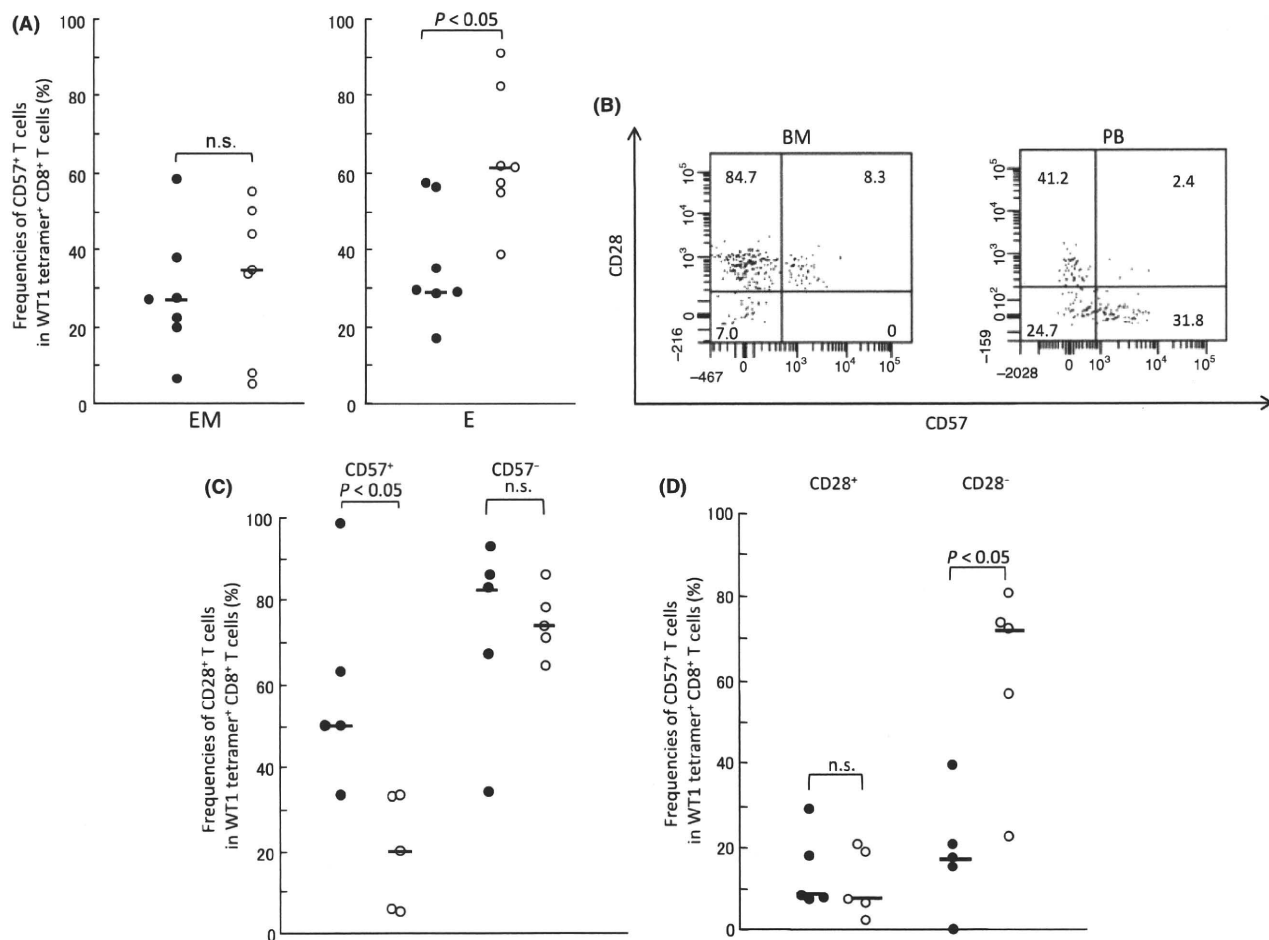 (A)
Frequencies of CD57⁺ T cells
in WT1 tetramer⁺ CD8⁺ T cells (%)
100
80
60
40
20
0
n.s.
EM
100
80
60
40
20
0
P < 0.05
E
(B)
CD28
BM
10⁵
10⁴
10³
0
-216
84.7
8.3
7.0
0
-467
0
10³
10⁴
10⁵
PB
10⁵
10⁴
10³
10²
0
-159
41.2
2.4
24.7
31.8
-2028
0
10³
10⁴
10⁵
CD57
(C)
Frequencies of CD28⁺ T cells
in WT1 tetramer⁺ CD8⁺ T cells (%)
100
80
60
40
20
0
CD57⁺
P < 0.05
CD57⁻
n.s.
(D)
Frequencies of CD57⁺ T cells
in WT1 tetramer⁺ CD8⁺ T cells (%)
100
80
60
40
20
0
CD28⁺
n.s.
CD28⁻
P < 0.05